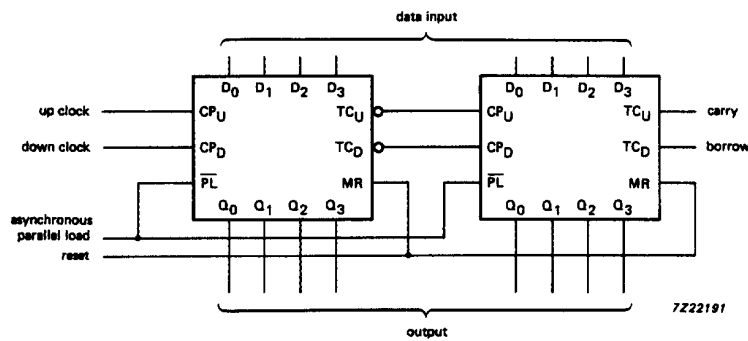 data input
D0 D1 D2 D3 D0 D1 D2 D3
up clock CPU TCU CPU TCU carry
down clock CPD TCD CPD TCD borrow
PL MR PL MR
Q0 Q1 Q2 Q3 Q0 Q1 Q2 Q3
asynchronous
parallel load
reset
7Z22191
output